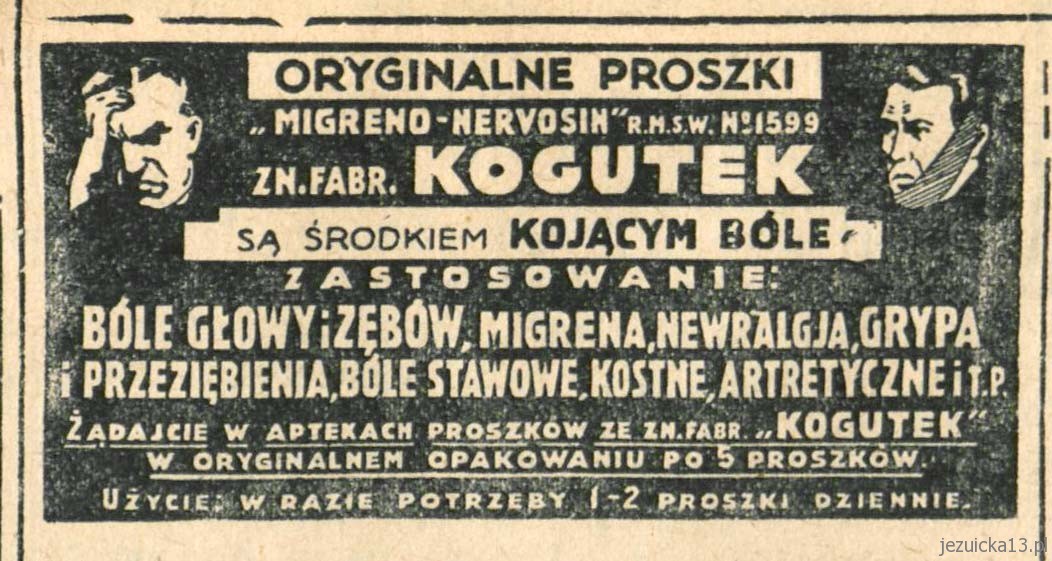 ORYGINALNE PROSZKI
„MIGRENO-NERVOSIN” R.M.S.W. Nº 1599
ZN. FABR. KOGUTEK
SĄ ŚRODKIEM KOJĄCYM BÓLE
ZASTOSOWANIE:
BÓLE GŁOWY i ZĘBÓW, MIGRENA, NEWRALGJA, GRYPA
i PRZEZIĘBIENIA, BÓLE STAWOWE, KOSTNE, ARTRETYCZNE i T.P.
ŻĄDAJCIE W APTEKACH PROSZKÓW ZE ZN. FABR. „KOGUTEK”
W ORYGINALNEM OPAKOWANIU PO 5 PROSZKÓW.
UŻYCIE: W RAZIE POTRZEBY 1-2 PROSZKI DZIENNIE.
jezuicka13.pl